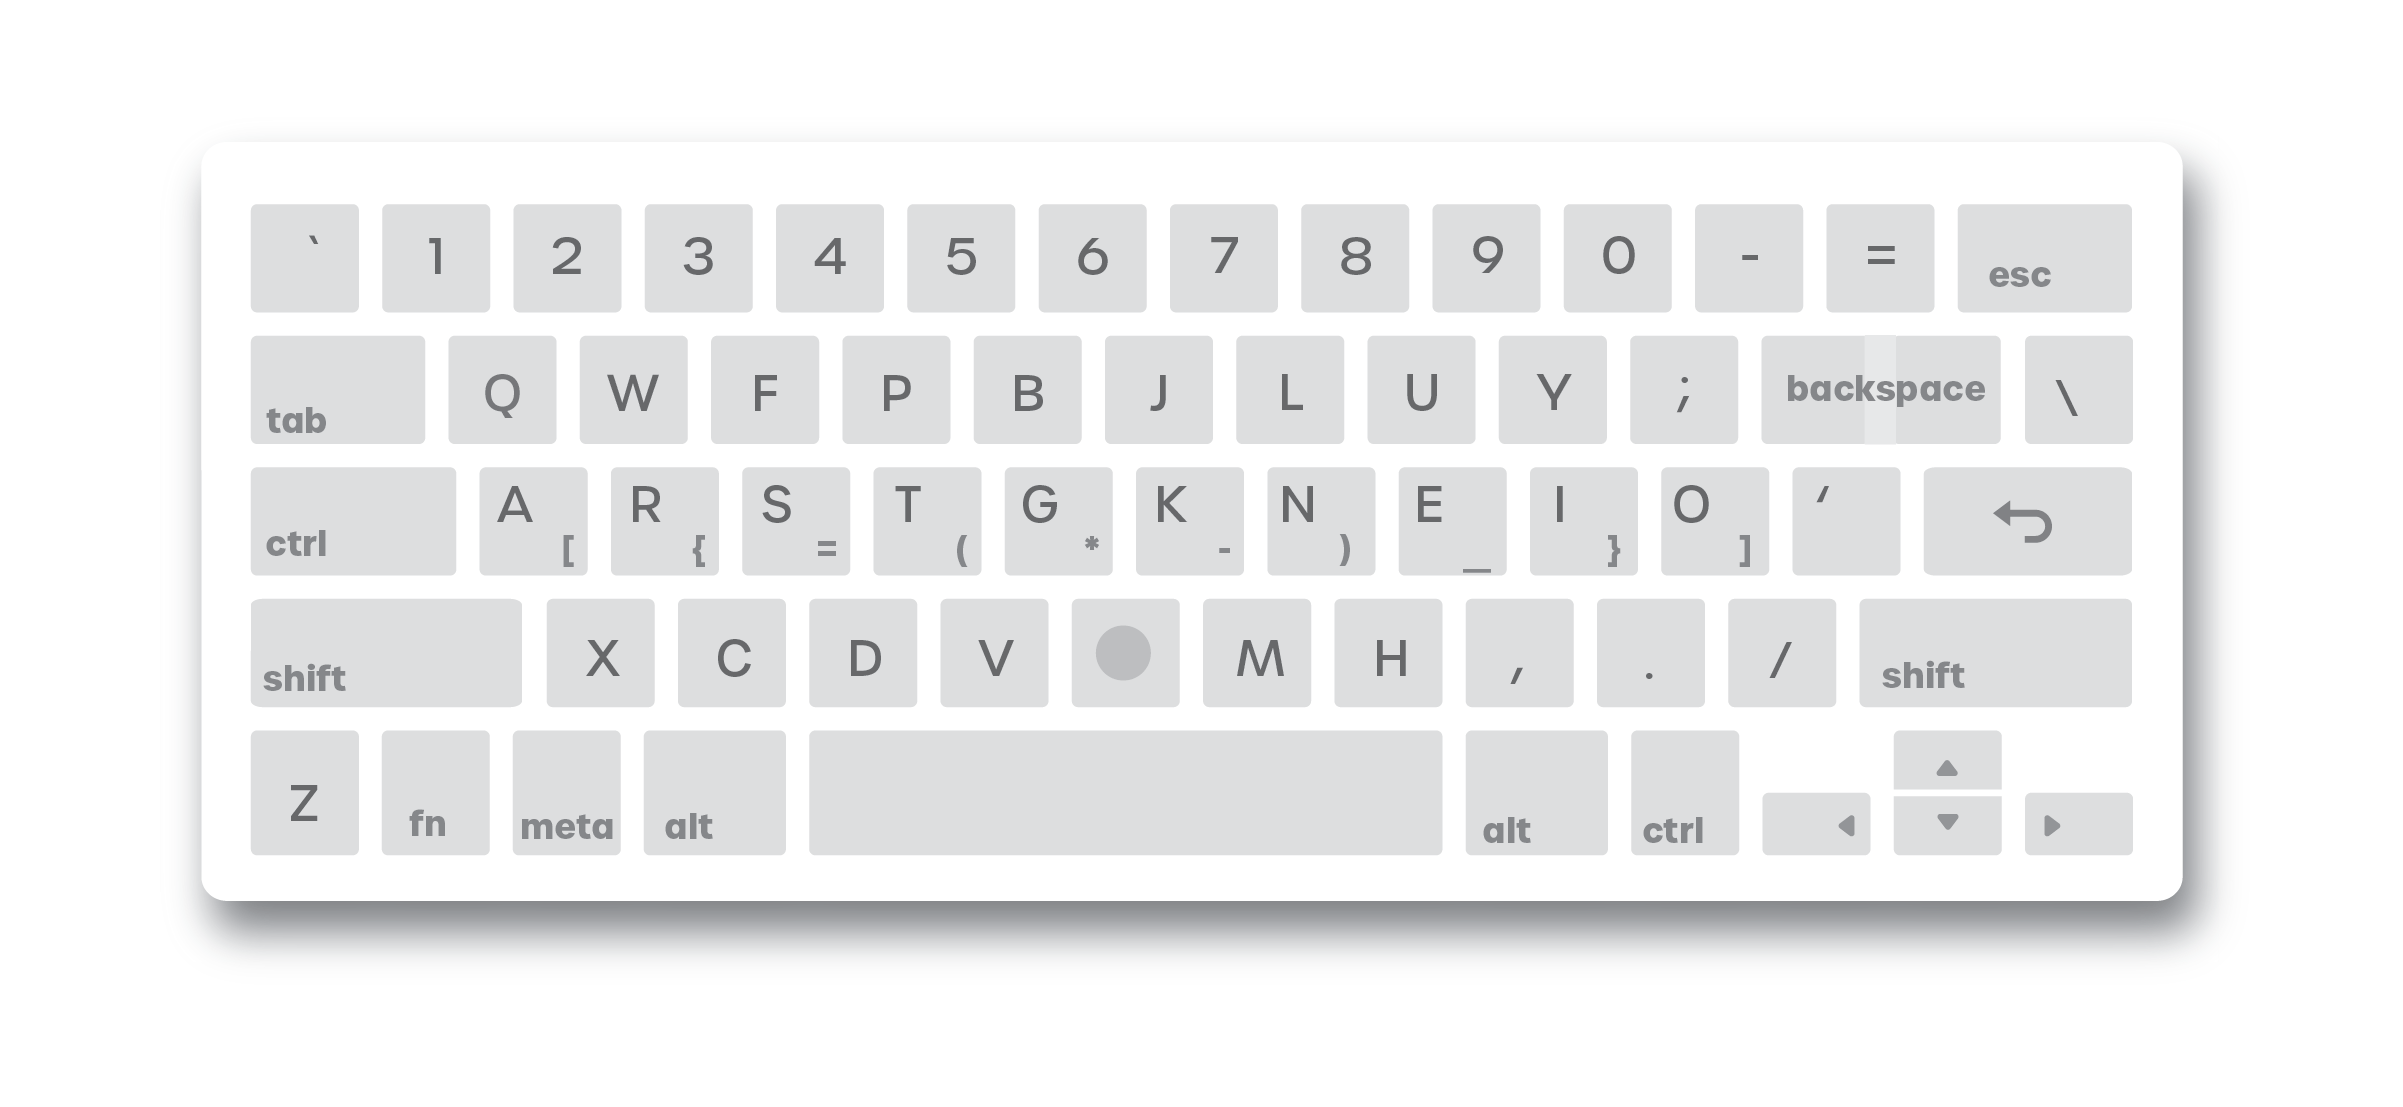 ` 1 2 3 4 5 6 7 8 9 0 - = esc
tab Q W F P B J L U Y ; backspace \
ctrl A [ R { S = T ( G * K - N ) E _ I } O ] ′
shift X C D V M H , . / shift
Z fn meta alt alt ctrl